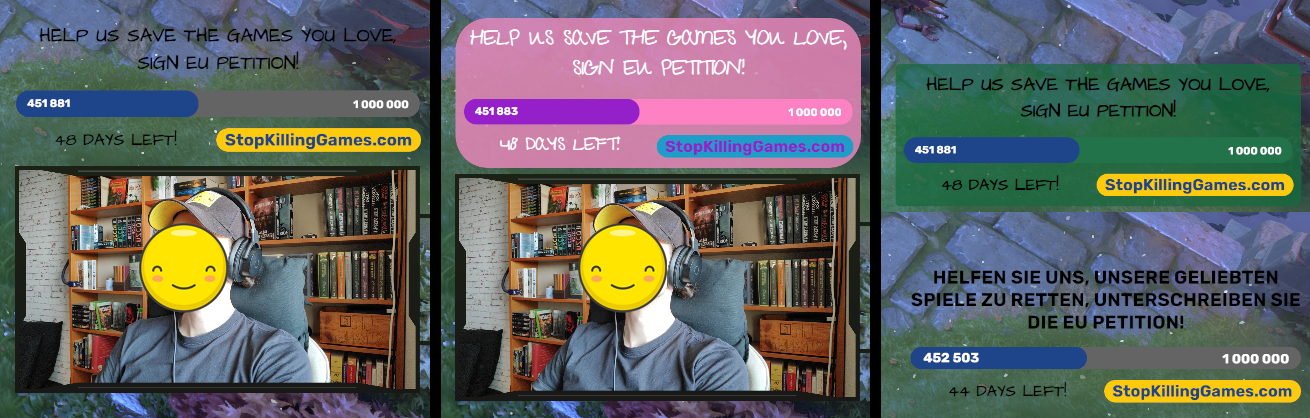 HELP US SAVE THE GAMES YOU LOVE,
SIGN EU PETITION!
451 881 1 000 000
48 DAYS LEFT! StopKillingGames.com
HELP US SAVE THE GAMES YOU LOVE,
SIGN EU PETITION!
451 883 1 000 000
48 DAYS LEFT! StopKillingGames.com
HELP US SAVE THE GAMES YOU LOVE,
SIGN EU PETITION!
451 881 1 000 000
48 DAYS LEFT! StopKillingGames.com
HELFEN SIE UNS, UNSERE GELIEBTEN
SPIELE ZU RETTEN, UNTERSCHREIBEN SIE
DIE EU PETITION!
452 503 1 000 000
44 DAYS LEFT! StopKillingGames.com